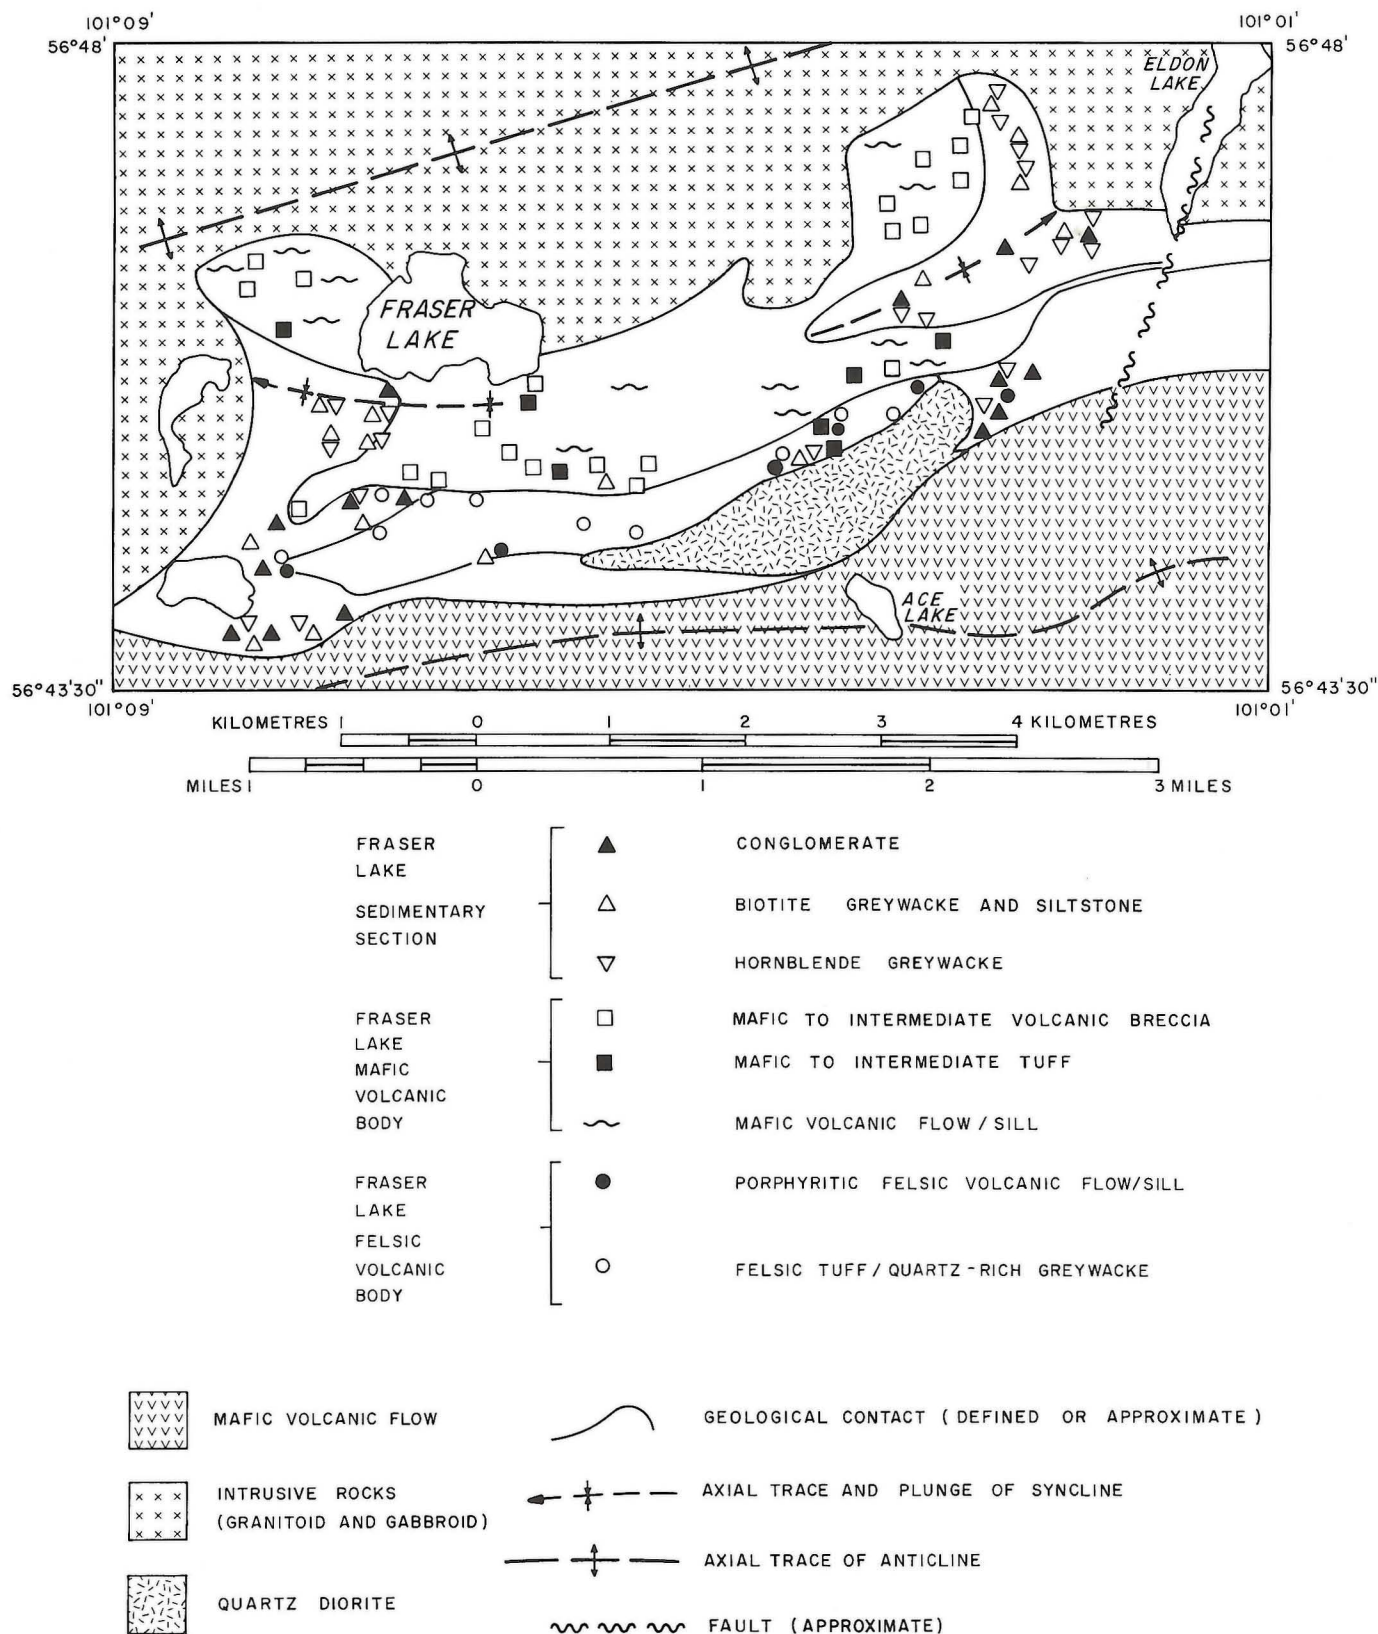 101°09' 101°01'
56°48' 56°48'
ELDON
LAKE
FRASER
LAKE
ACE
LAKE
56°43'30" 56°43'30"
101°09' 101°01'
KILOMETRES 1 0 1 2 3 4 KILOMETRES
MILES 1 0 1 2 3 MILES
FRASER
LAKE
SEDIMENTARY
SECTION
CONGLOMERATE
BIOTITE GREYWACKE AND SILTSTONE
HORNBLENDE GREYWACKE
FRASER
LAKE
MAFIC
VOLCANIC
BODY
MAFIC TO INTERMEDIATE VOLCANIC BRECCIA
MAFIC TO INTERMEDIATE TUFF
MAFIC VOLCANIC FLOW / SILL
FRASER
LAKE
FELSIC
VOLCANIC
BODY
PORPHYRITIC FELSIC VOLCANIC FLOW/SILL
FELSIC TUFF / QUARTZ-RICH GREYWACKE
MAFIC VOLCANIC FLOW
INTRUSIVE ROCKS
(GRANITOID AND GABBROID)
QUARTZ DIORITE
GEOLOGICAL CONTACT (DEFINED OR APPROXIMATE)
AXIAL TRACE AND PLUNGE OF SYNCLINE
AXIAL TRACE OF ANTICLINE
FAULT (APPROXIMATE)